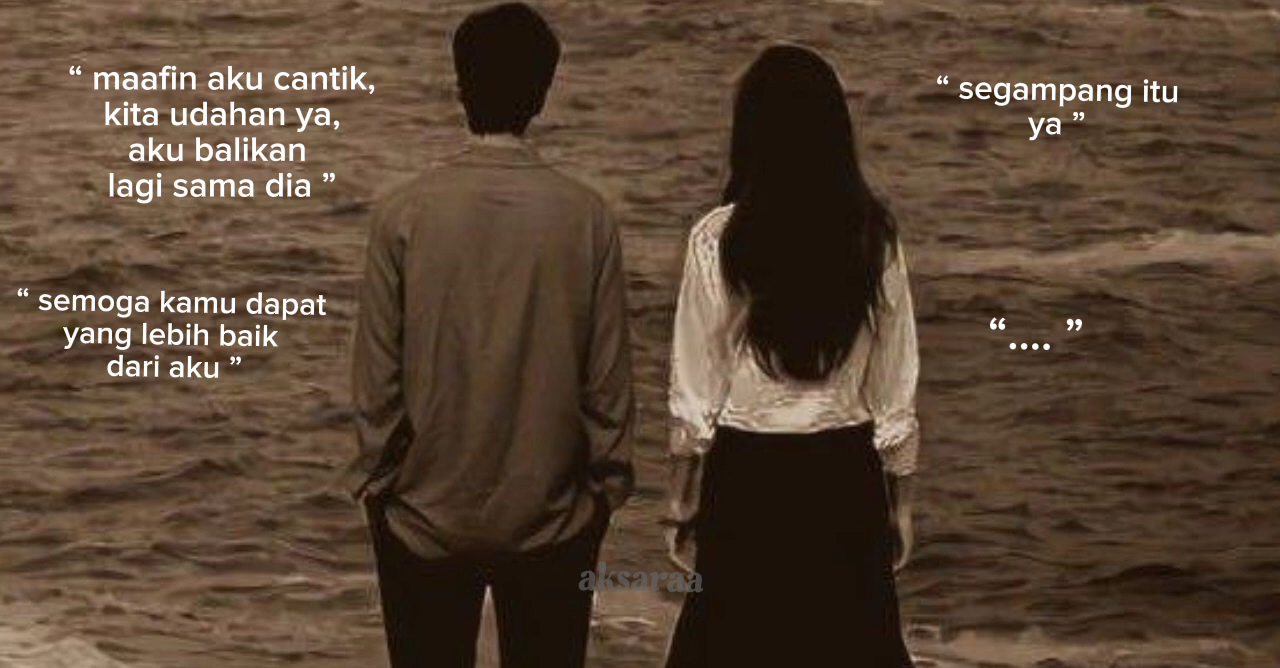 “ maafin aku cantik,
kita udahan ya,
aku balikan
lagi sama dia ”
“ segampang itu
ya ”
“ semoga kamu dapat
yang lebih baik
dari aku ”
“.... ”
aksaraa